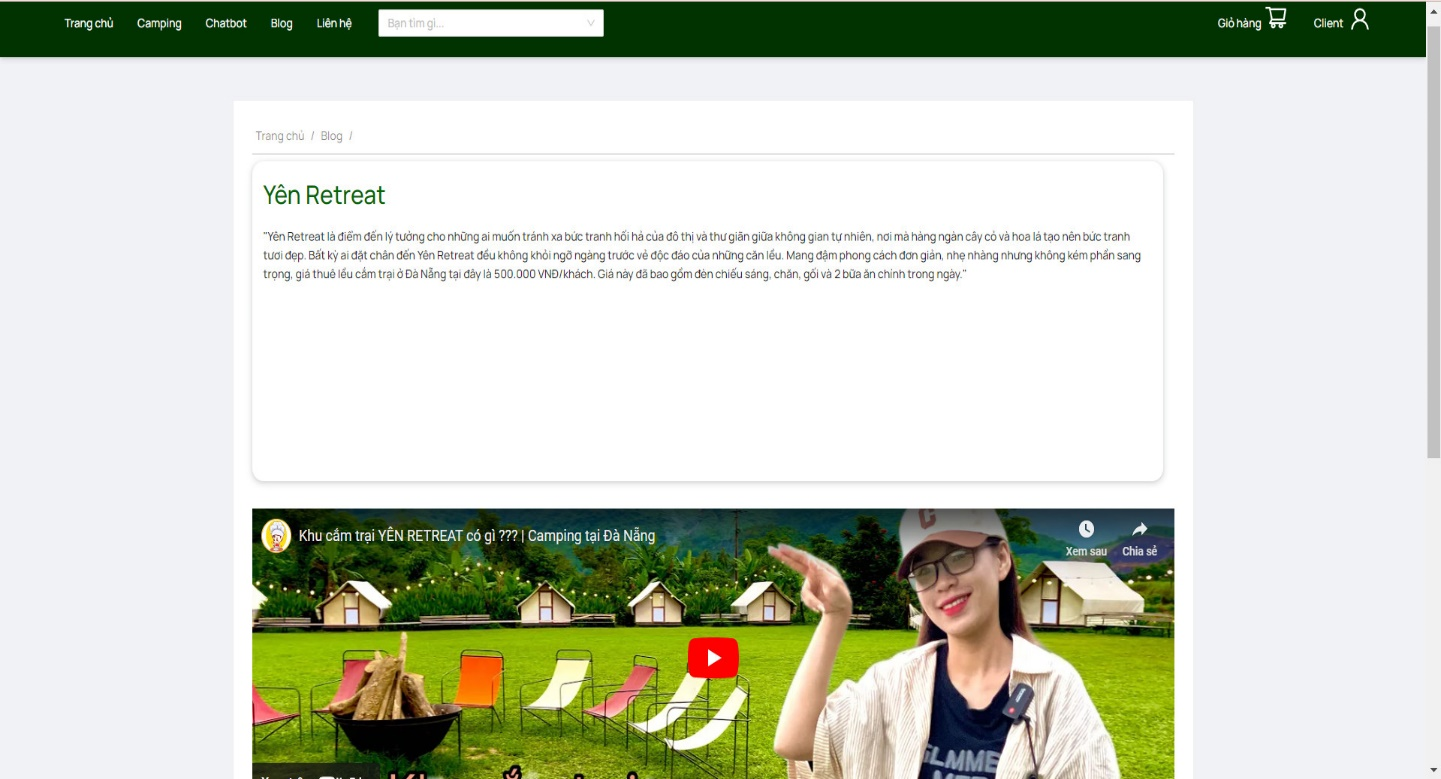 Trang chủ Camping Chatbot Blog Liên hệ Bạn tìm gì... Giỏ hàng Client
Trang chủ / Blog /
Yên Retreat
"Yên Retreat là điểm đến lý tưởng cho những ai muốn tránh xa bức tranh hối hả của đô thị và thư giãn giữa không gian tự nhiên, nơi mà hàng ngàn cây cỏ và hoa lá tạo nên bức tranh
tươi đẹp. Bất kỳ ai đặt chân đến Yên Retreat đều không khỏi ngỡ ngàng trước vẻ độc đáo của những căn lều. Mang đậm phong cách đơn giản, nhẹ nhàng nhưng không kém phần sang
trọng, giá thuê lều cắm trại ở Đà Nẵng tại đây là 500.000 VNĐ/khách. Giá này đã bao gồm đèn chiếu sáng, chăn, gối và 2 bữa ăn chính trong ngày."
Khu cắm trại YÊN RETREAT có gì ??? | Camping tại Đà Nẵng
Xem sau Chia sẻ
C